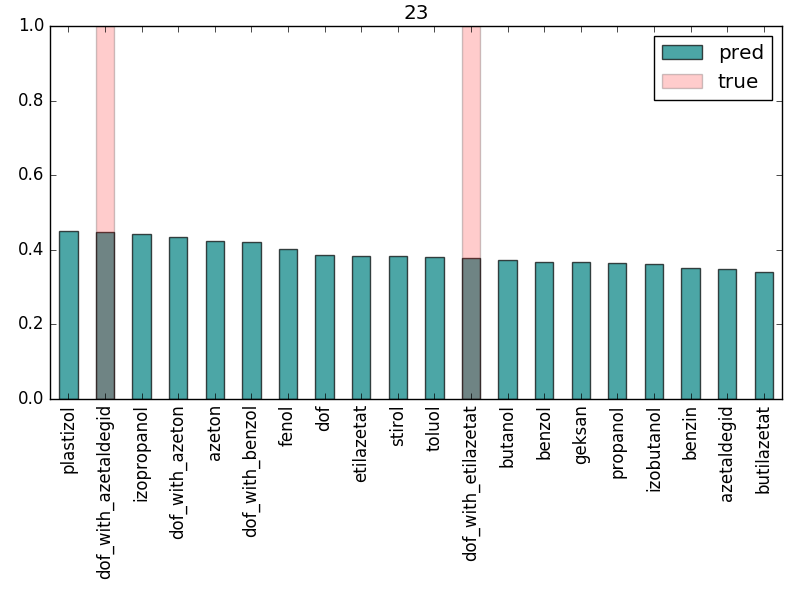 23
pred
true
1.0
0.8
0.6
0.4
0.2
0.0
plastizol
dof_with_azetaldegid
izopropanol
dof_with_azeton
azeton
dof_with_benzol
fenol
dof
etilazetat
stirol
toluol
dof_with_etilazetat
butanol
benzol
geksan
propanol
izobutanol
benzin
azetaldegid
butilazetat